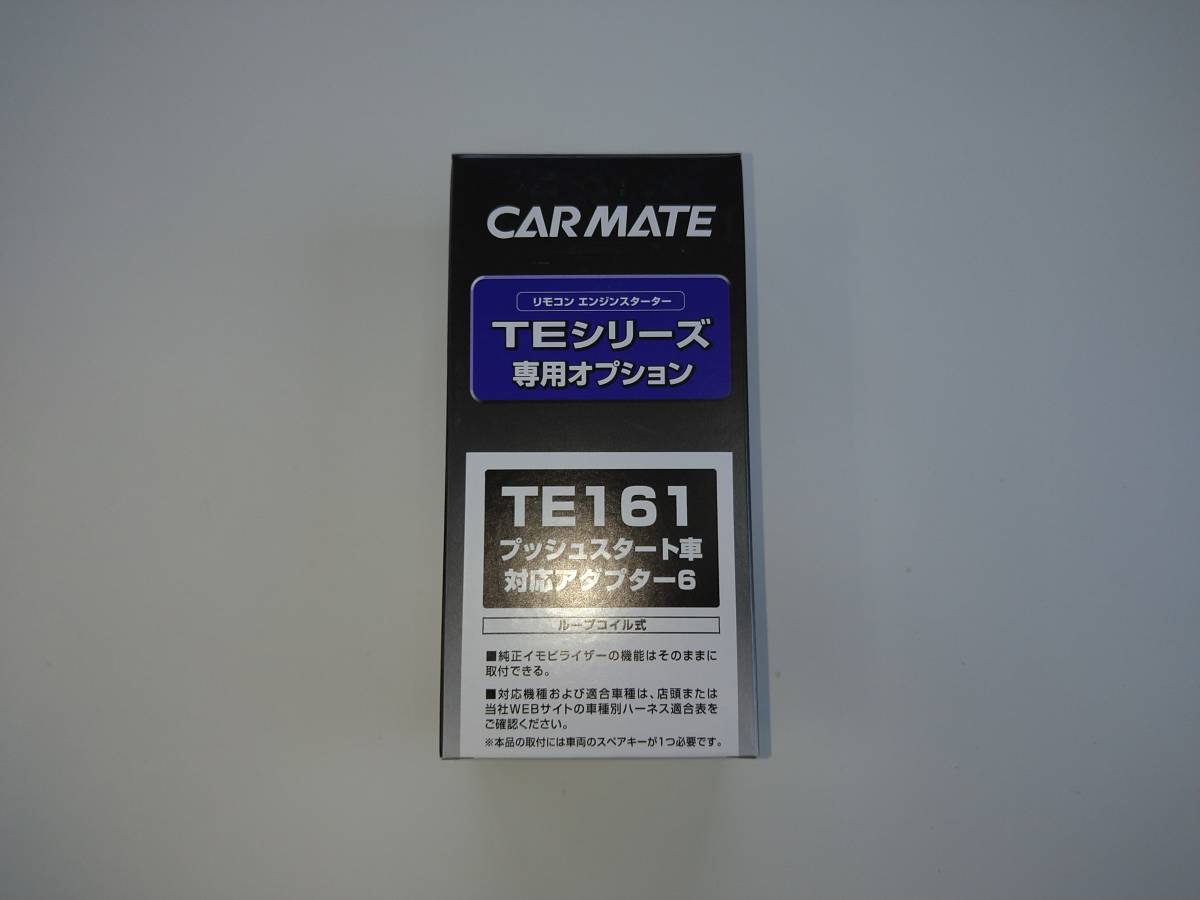 CARMATE
リモコン エンジンスターター
TEシリーズ
専用オプション
TE161
プッシュスタート車
対応アダプター6
ループコイル式
■純正イモビライザーの機能はそのままに
取付できる。
■対応機種および適合車種は、店頭または
当社WEBサイトの車種別ハーネス適合表を
ご確認ください。
※本品の取付には車両のスペアキーが1つ必要です。